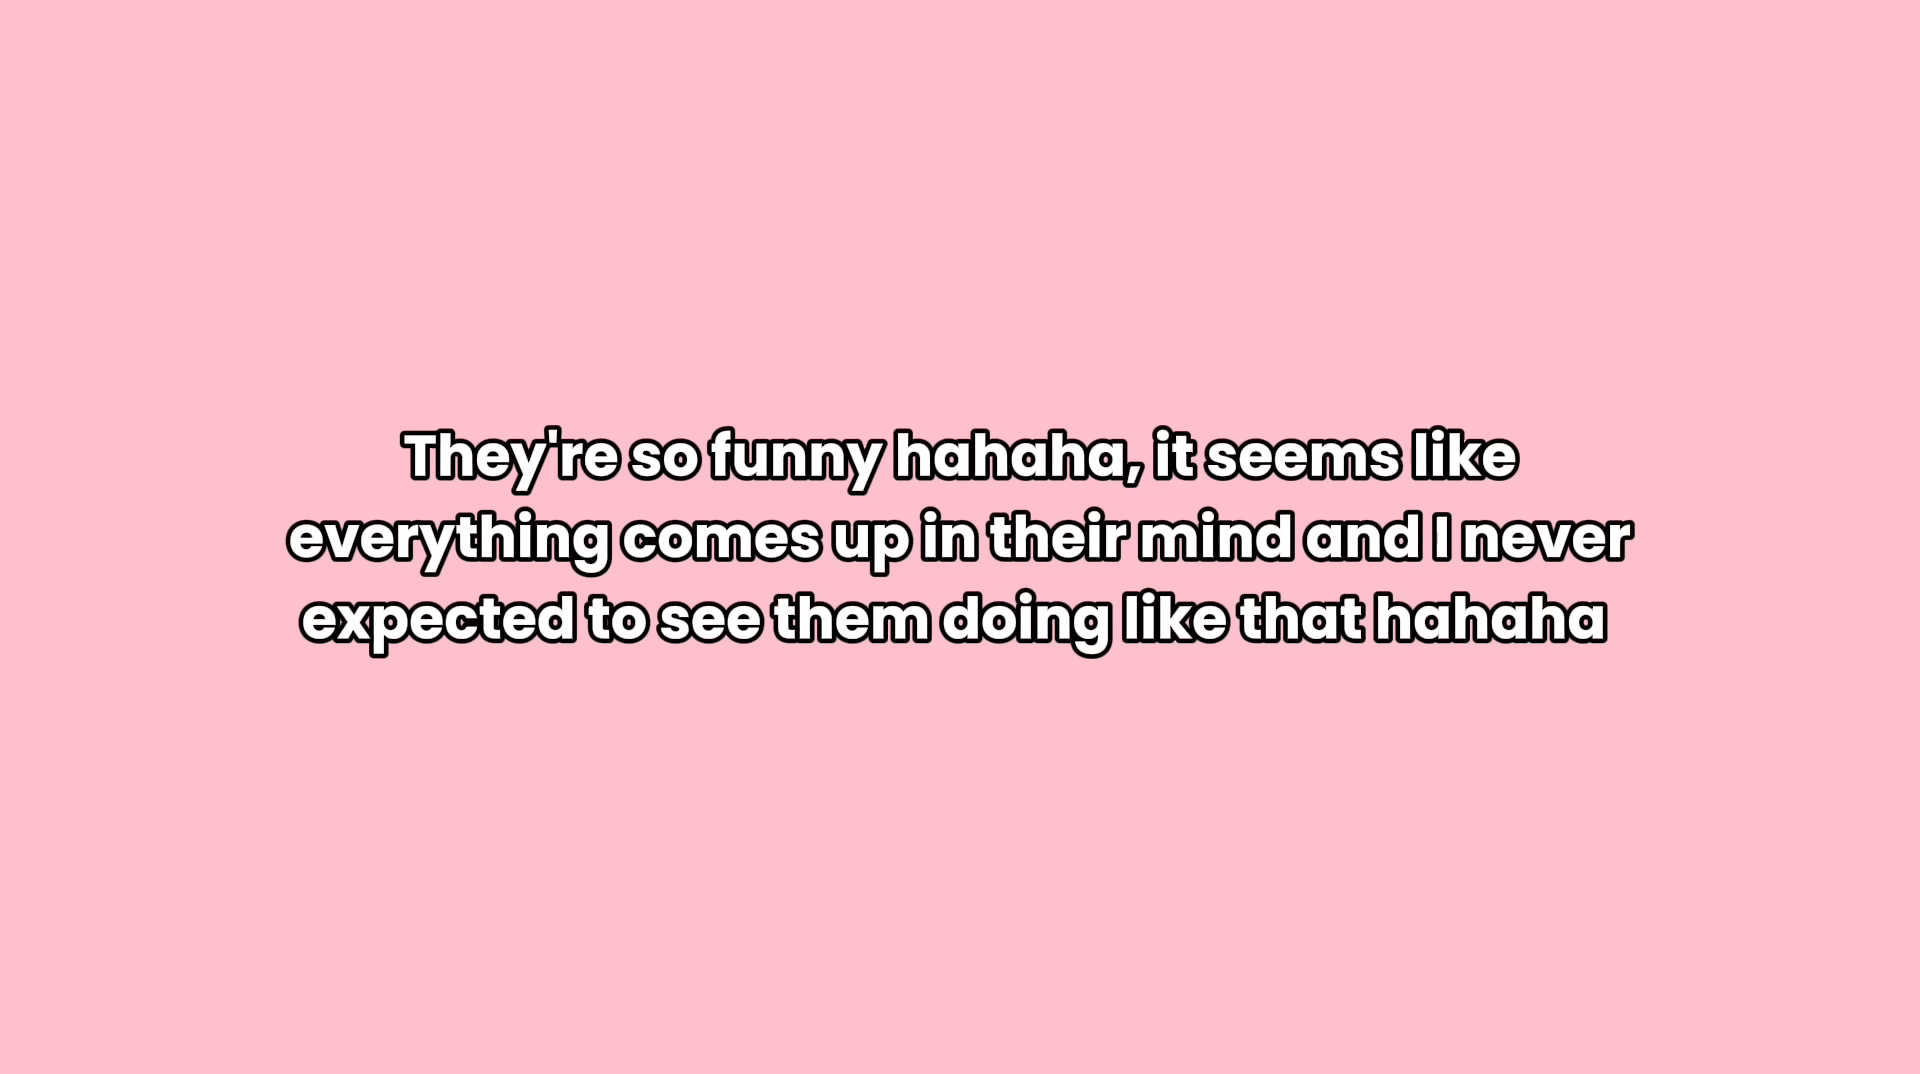 They're so funny hahaha, it seems like
everything comes up in their mind and I never
expected to see them doing like that hahaha